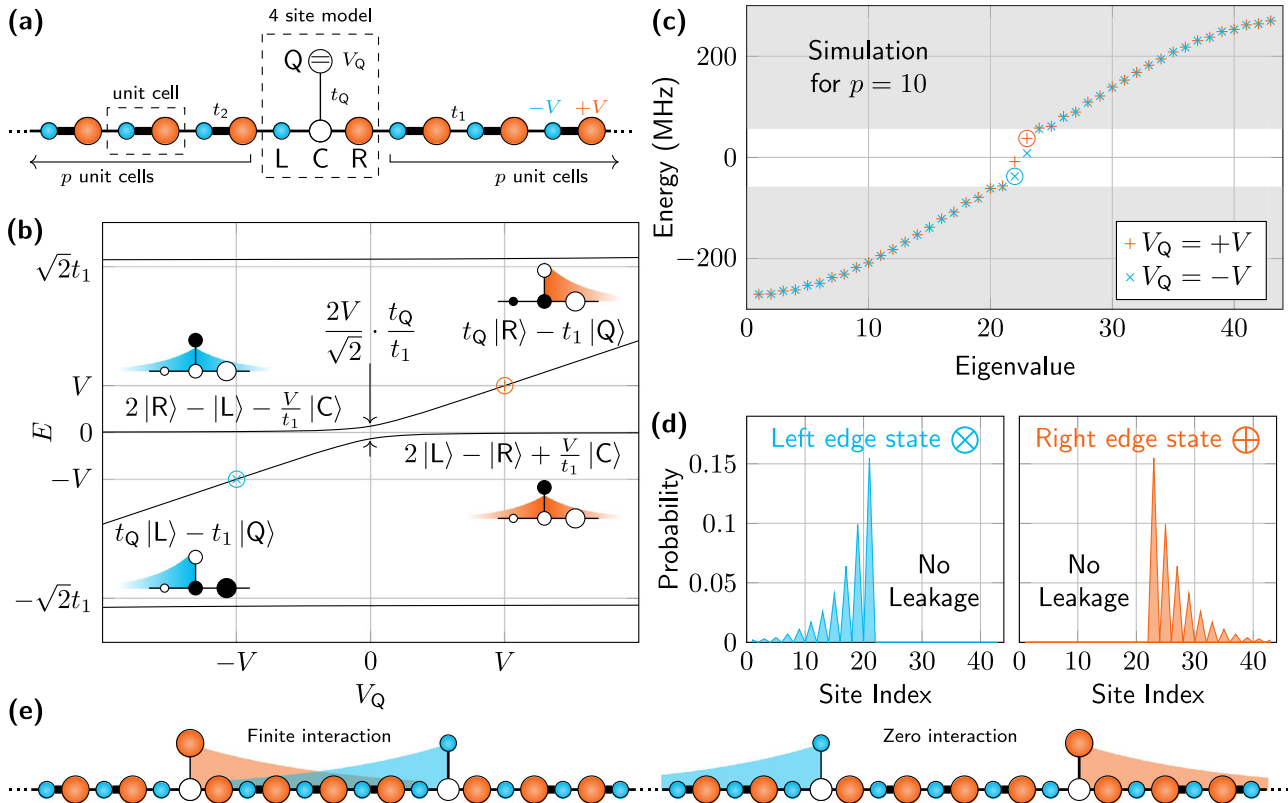 (a)
4 site model
Q
V_Q
t_Q
unit cell
t_2
t_1
−V
+V
L
C
R
p unit cells
p unit cells
(b)
√2t_1
V
0
−V
−√2t_1
E
2V/√2 · t_Q/t_1
t_Q |R⟩ − t_1 |Q⟩
2 |R⟩ − |L⟩ − V/t_1 |C⟩
2 |L⟩ − |R⟩ + V/t_1 |C⟩
t_Q |L⟩ − t_1 |Q⟩
−V
0
V
V_Q
(c)
Simulation
for p = 10
200
0
−200
Energy (MHz)
+ V_Q = +V
× V_Q = −V
0
10
20
30
40
Eigenvalue
(d)
Left edge state ⊗
Right edge state ⊕
0.15
0.1
0.05
0
Probability
No
Leakage
No
Leakage
0
10
20
30
40
Site Index
0
10
20
30
40
Site Index
(e)
Finite interaction
Zero interaction